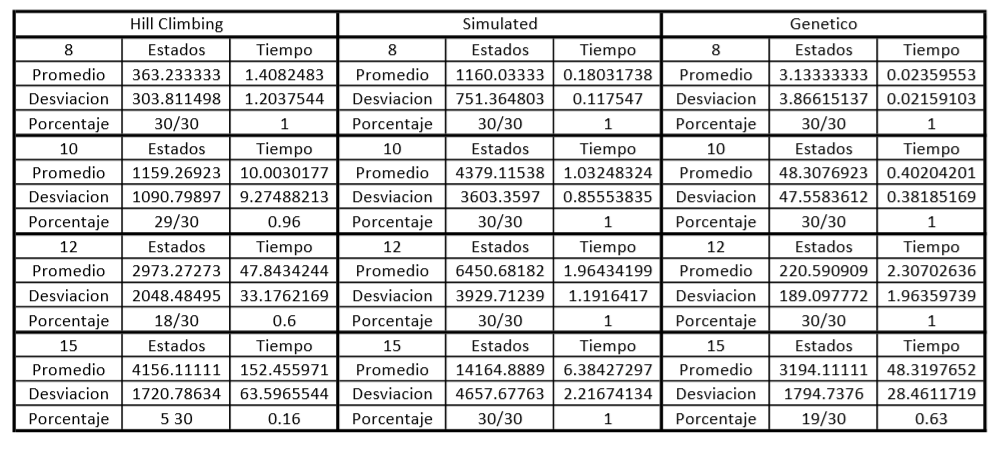 Hill Climbing Simulated Genetico
8 Estados Tiempo 8 Estados Tiempo 8 Estados Tiempo
Promedio 363.233333 1.4082483 Promedio 1160.03333 0.18031738 Promedio 3.13333333 0.02359553
Desviacion 303.811498 1.2037544 Desviacion 751.364803 0.117547 Desviacion 3.86615137 0.02159103
Porcentaje 30/30 1 Porcentaje 30/30 1 Porcentaje 30/30 1
10 Estados Tiempo 10 Estados Tiempo 10 Estados Tiempo
Promedio 1159.26923 10.0030177 Promedio 4379.11538 1.03248324 Promedio 48.3076923 0.40204201
Desviacion 1090.79897 9.27488213 Desviacion 3603.3597 0.85553835 Desviacion 47.5583612 0.38185169
Porcentaje 29/30 0.96 Porcentaje 30/30 1 Porcentaje 30/30 1
12 Estados Tiempo 12 Estados Tiempo 12 Estados Tiempo
Promedio 2973.27273 47.8434244 Promedio 6450.68182 1.96434199 Promedio 220.590909 2.30702636
Desviacion 2048.48495 33.1762169 Desviacion 3929.71239 1.1916417 Desviacion 189.097772 1.96359739
Porcentaje 18/30 0.6 Porcentaje 30/30 1 Porcentaje 30/30 1
15 Estados Tiempo 15 Estados Tiempo 15 Estados Tiempo
Promedio 4156.11111 152.455971 Promedio 14164.8889 6.38427297 Promedio 3194.11111 48.3197652
Desviacion 1720.78634 63.5965544 Desviacion 4657.67763 2.21674134 Desviacion 1794.7376 28.4611719
Porcentaje 5 30 0.16 Porcentaje 30/30 1 Porcentaje 19/30 0.63